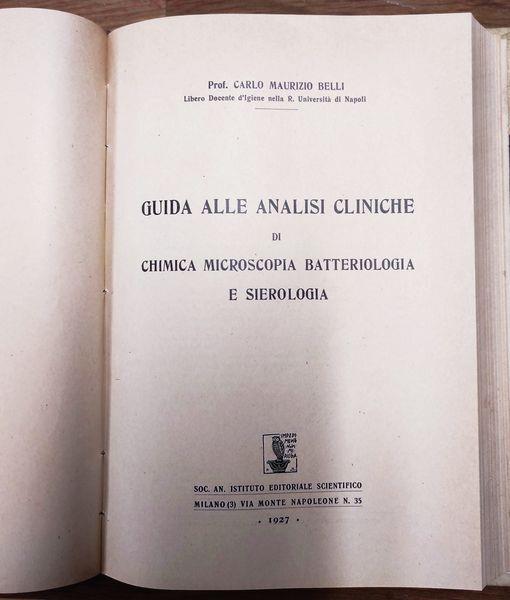 Prof. CARLO MAURIZIO BELLI
Libero Docente d'Igiene nella R. Università di Napoli
GUIDA ALLE ANALISI CLINICHE
DI
CHIMICA MICROSCOPIA BATTERIOLOGIA
E SIEROLOGIA
SOC. AN. ISTITUTO EDITORIALE SCIENTIFICO
MILANO (3) VIA MONTE NAPOLEONE N. 35
• 1927 •